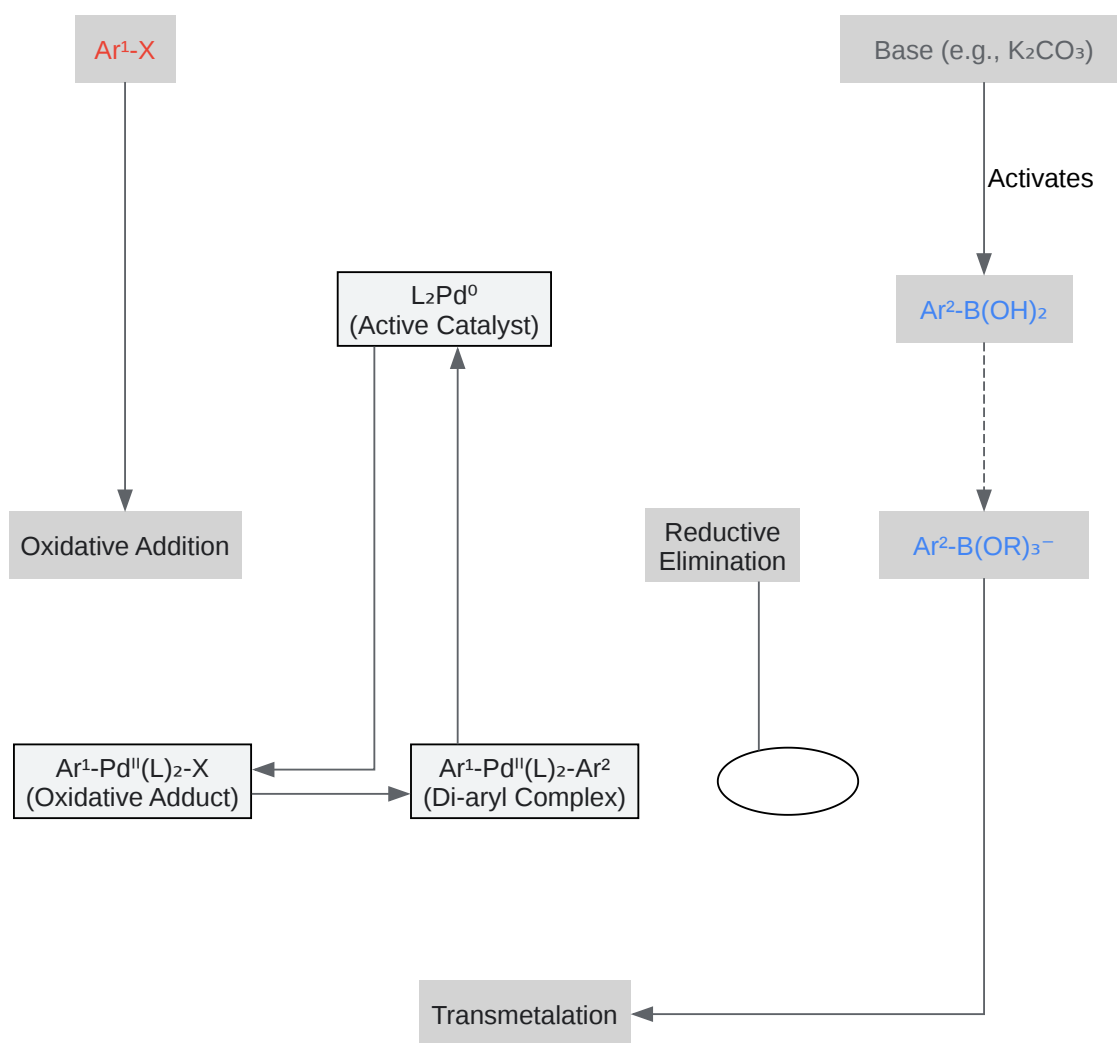 Ar¹-X
Base (e.g., K₂CO₃)
Activates
L₂Pd⁰
(Active Catalyst)
Ar²-B(OH)₂
Oxidative Addition
Reductive
Elimination
Ar²-B(OR)₃⁻
Ar¹-Pdᴵᴵ(L)₂-X
(Oxidative Adduct)
Ar¹-Pdᴵᴵ(L)₂-Ar²
(Di-aryl Complex)
Transmetalation